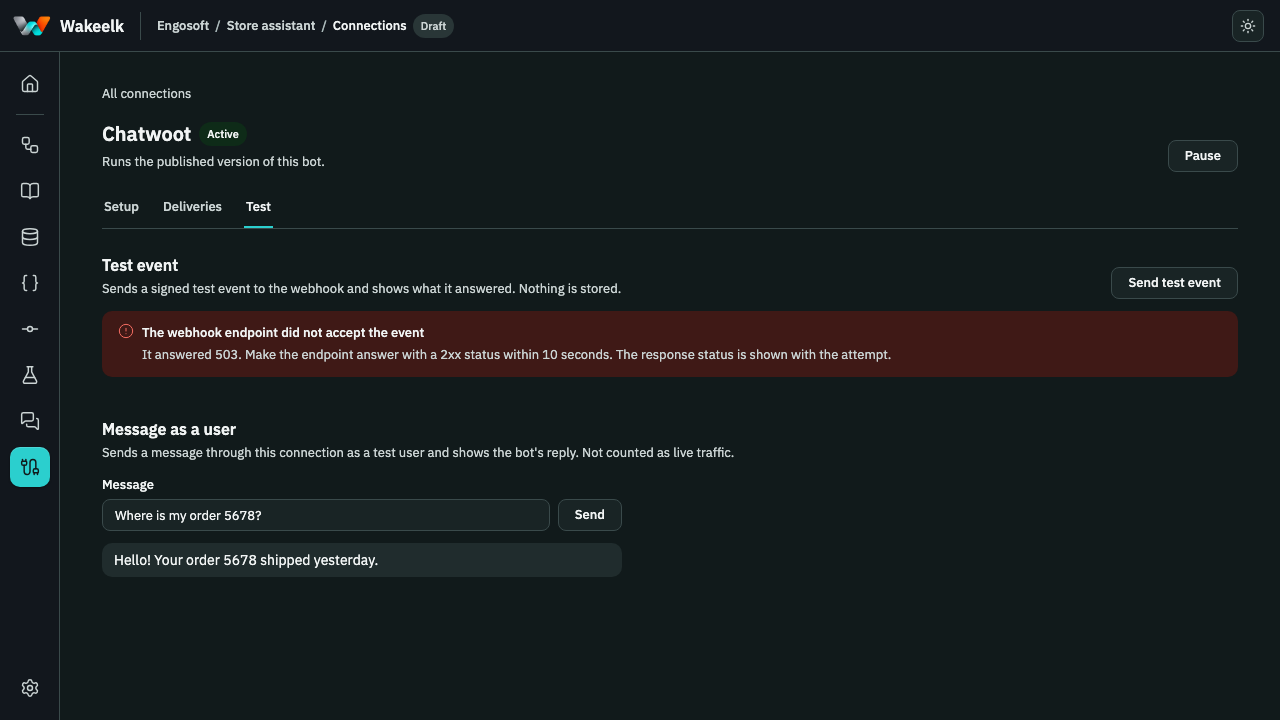 Wakeelk
Engosoft / Store assistant / Connections Draft
All connections
Chatwoot Active
Runs the published version of this bot.
Pause
Setup Deliveries Test
Test event
Sends a signed test event to the webhook and shows what it answered. Nothing is stored.
Send test event
The webhook endpoint did not accept the event
It answered 503. Make the endpoint answer with a 2xx status within 10 seconds. The response status is shown with the attempt.
Message as a user
Sends a message through this connection as a test user and shows the bot's reply. Not counted as live traffic.
Message
Where is my order 5678?
Send
Hello! Your order 5678 shipped yesterday.